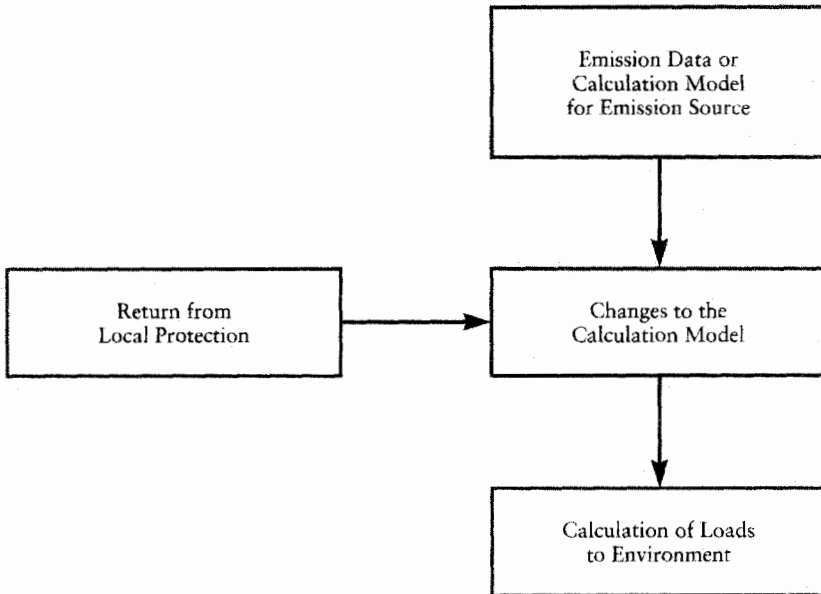 Emission Data or
Calculation Model
for Emission Source
Return from
Local Protection
Changes to the
Calculation Model
Calculation of Loads
to Environment